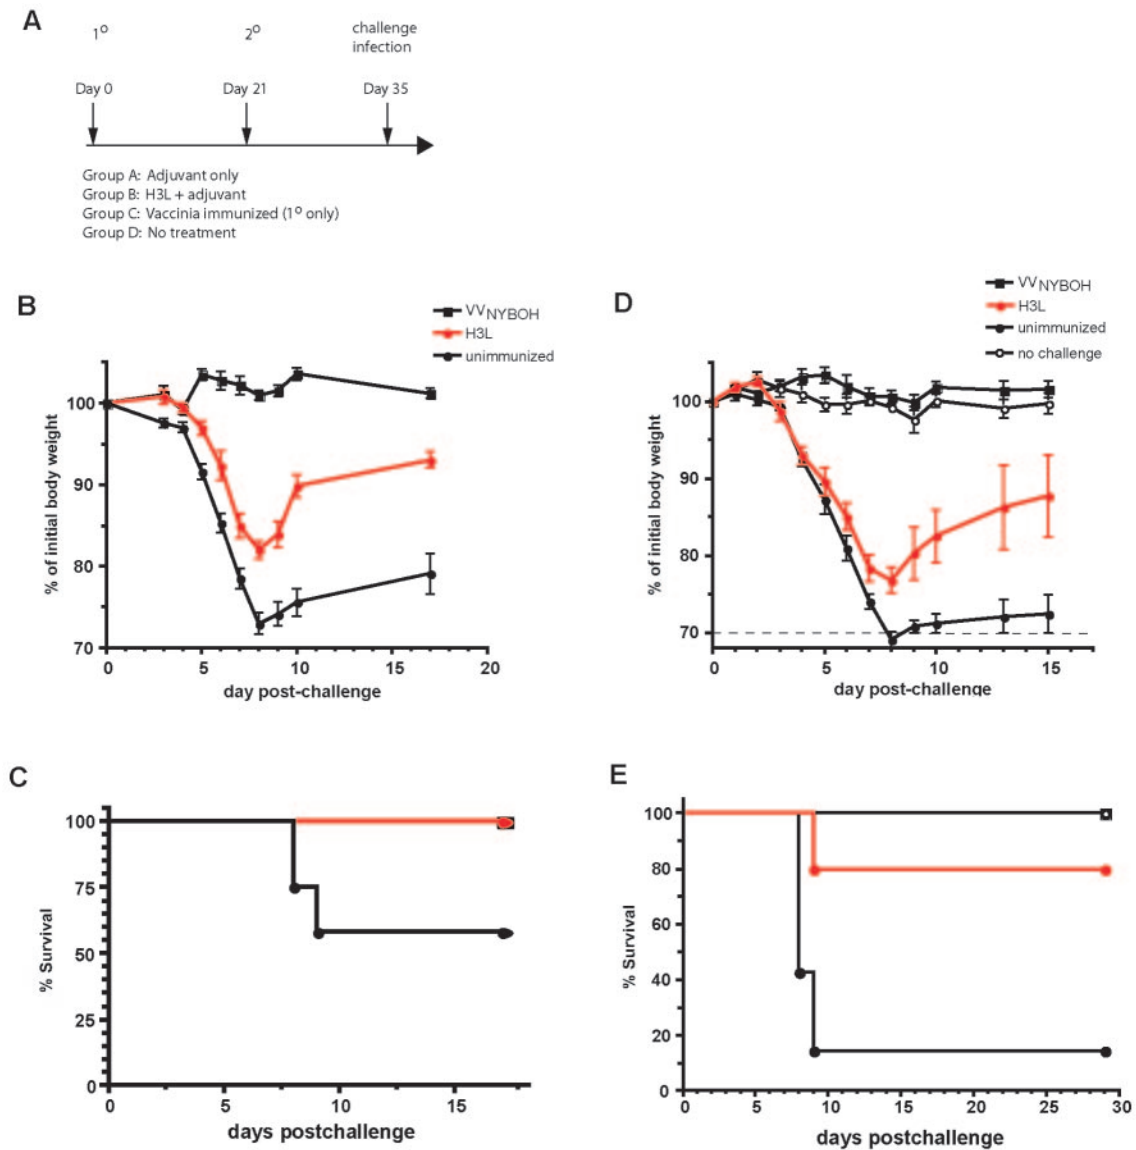 A
1º
2º
challenge
infection
Day 0
Day 21
Day 35
Group A: Adjuvant only
Group B: H3L + adjuvant
Group C: Vaccinia immunized (1º only)
Group D: No treatment
B
VVNYBOH
H3L
unimmunized
100
90
80
70
0
5
10
15
20
% of initial body weight
day post-challenge
D
VVNYBOH
H3L
unimmunized
no challenge
100
90
80
70
0
5
10
15
% of initial body weight
day post-challenge
C
100
75
50
25
0
0
5
10
15
% Survival
days postchallenge
E
100
80
60
40
20
0
0
5
10
15
20
25
30
% Survival
days postchallenge